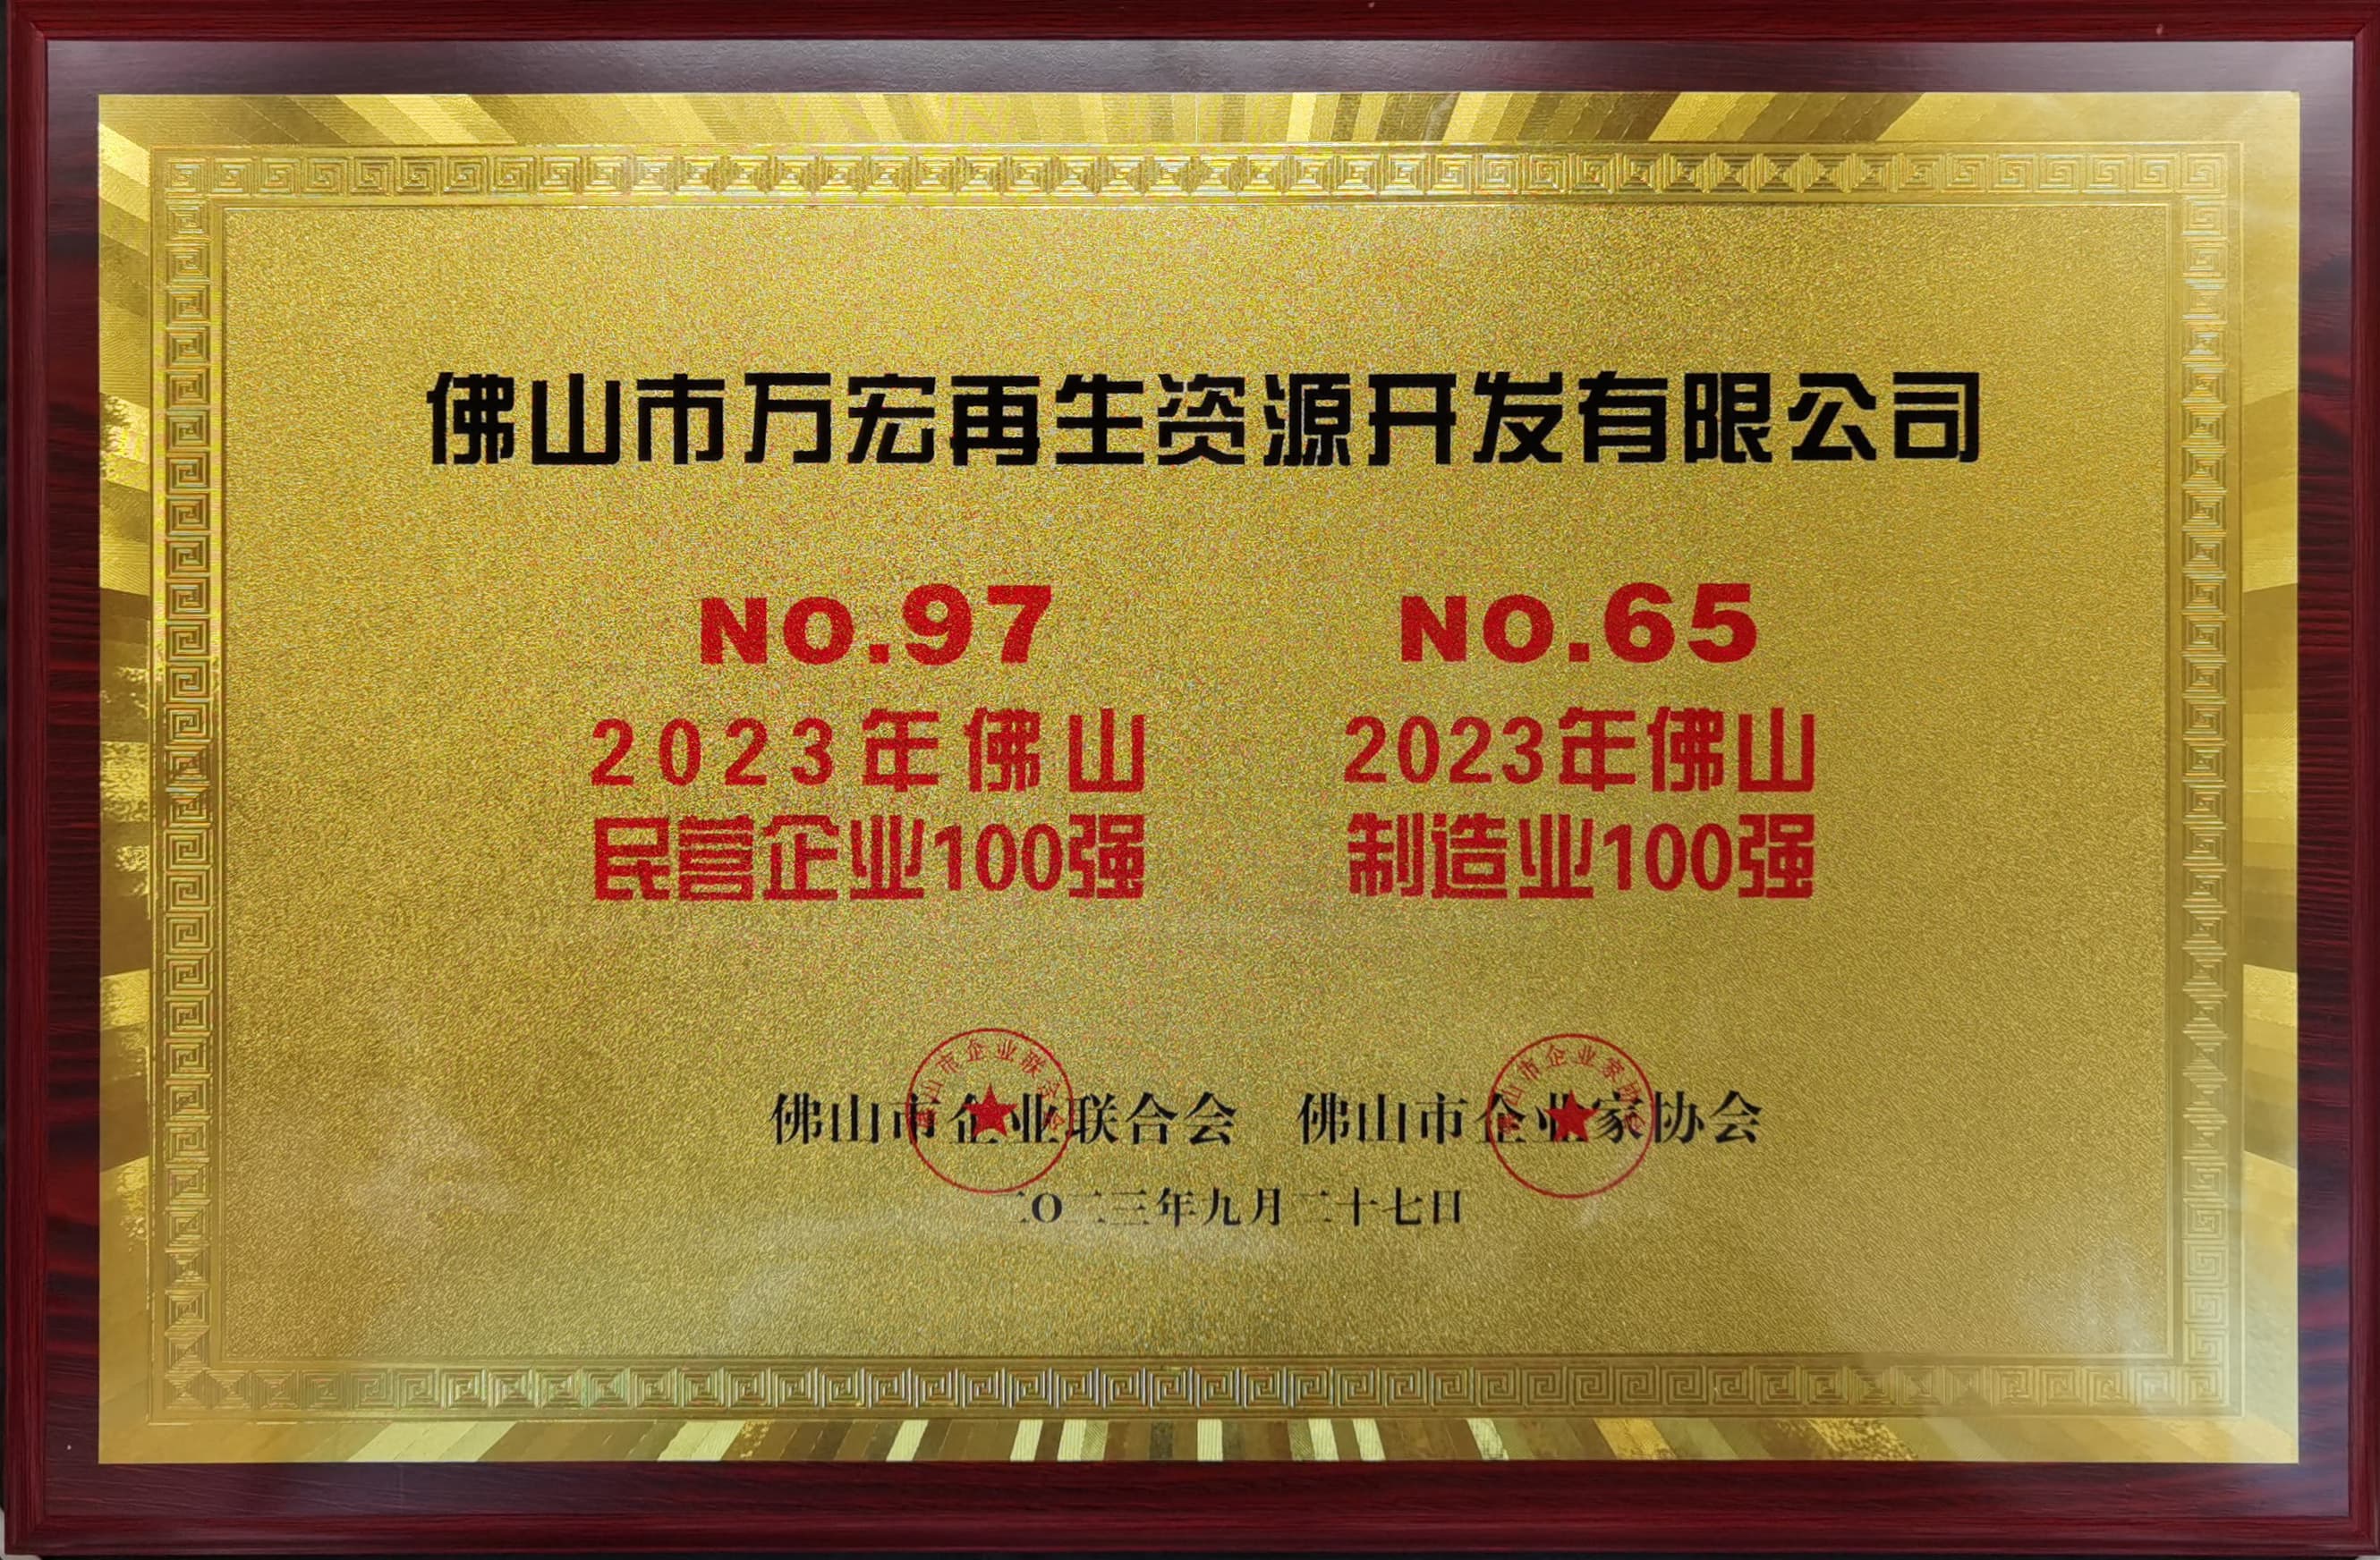 佛山市万宏再生资源开发有限公司
NO.97
2023年佛山
民营企业100强
NO.65
2023年佛山
制造业100强
佛山市企业联合会 佛山市企业家协会
二〇二三年九月二十七日